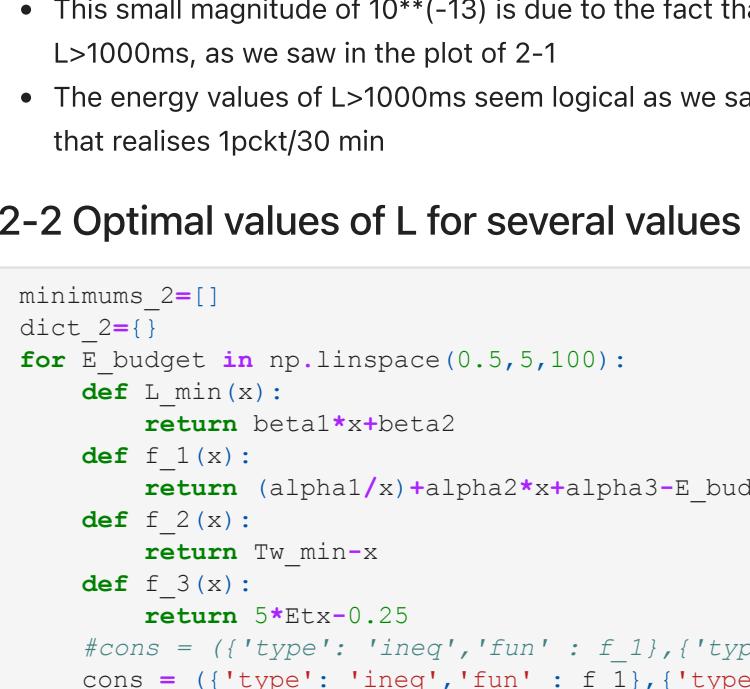 This small magnitude of 10**(-13) is due to the fact
L>1000ms, as we saw in the plot of 2-1
The energy values of L>1000ms seem logical as we
that realises 1pckt/30 min
2-2 Optimal values of L for several values
minimums_2=[]
dict_2={}
for E_budget in np.linspace(0.5,5,100):
    def L_min(x):
        return beta1*x+beta2
    def f_1(x):
        return (alpha1/x)+alpha2*x+alpha3-E_bud
    def f_2(x):
        return Tw_min-x
    def f_3(x):
        return 5*Etx-0.25
    #cons = ({'type': 'ineq','fun' : f_1},{'typ
    cons = ({'type': 'ineq','fun' : f_1},{'type